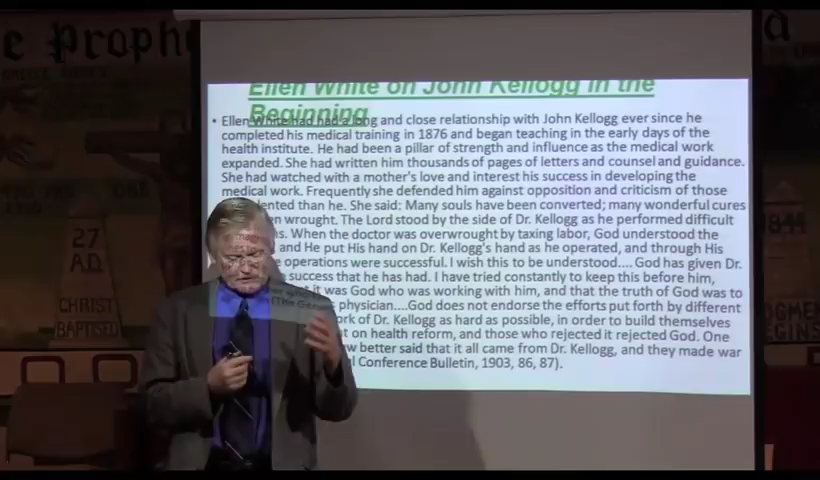 e Prophe
Ellen White on John Kellogg in the
Beginning
• Ellen White had had a long and close relationship with John Kellogg ever since he
completed his medical training in 1876 and began teaching in the early days of the
health institute. He had been a pillar of strength and influence as the medical work
expanded. She had written him thousands of pages of letters and counsel and guidance.
She had watched with a mother's love and interest his success in developing the
medical work. Frequently she defended him against opposition and criticism of those
lented than he. She said: Many souls have been converted; many wonderful cures
en wrought. The Lord stood by the side of Dr. Kellogg as he performed difficult
s. When the doctor was overwrought by taxing labor, God understood the
and He put His hand on Dr. Kellogg's hand as he operated, and through His
e operations were successful. I wish this to be understood.... God has given Dr.
success that he has had. I have tried constantly to keep this before him,
it was God who was working with him, and that the truth of God was to
physician....God does not endorse the efforts put forth by different
ork of Dr. Kellogg as hard as possible, in order to build themselves
t on health reform, and those who rejected it rejected God. One
w better said that it all came from Dr. Kellogg, and they made war
l Conference Bulletin, 1903, 86, 87).
27
A.D.
CHRIST
BAPTISED
1844